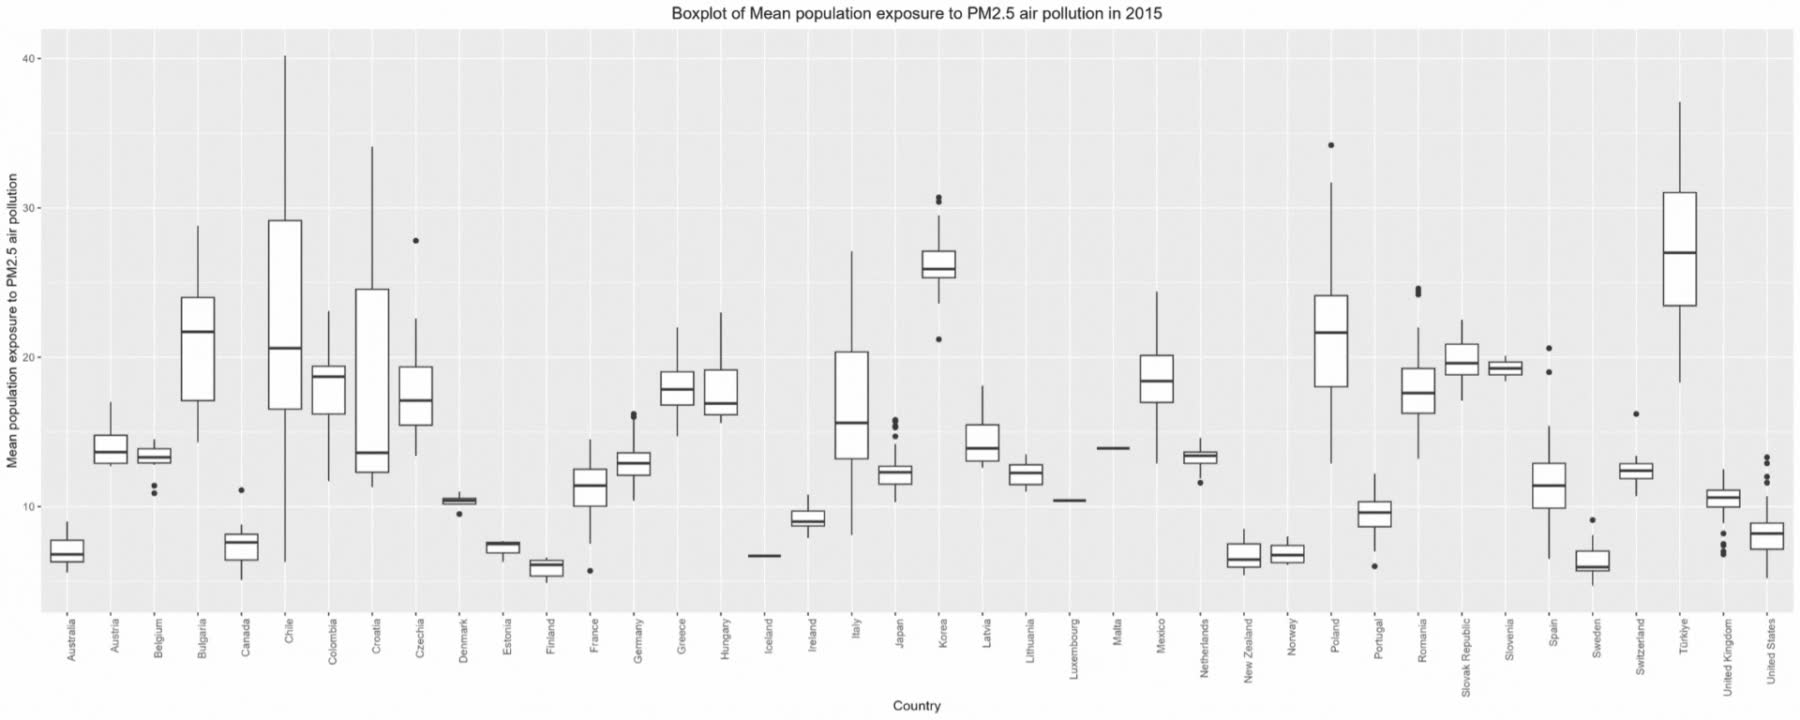 Boxplot of Mean population exposure to PM2.5 air pollution in 2015
Mean population exposure to PM2.5 air pollution
40
30
20
10
Australia
Austria
Belgium
Bulgaria
Canada
Chile
Colombia
Croatia
Czechia
Denmark
Estonia
Finland
France
Germany
Greece
Hungary
Iceland
Ireland
Italy
Japan
Korea
Latvia
Lithuania
Luxembourg
Malta
Mexico
Netherlands
New Zealand
Norway
Poland
Portugal
Romania
Slovak Republic
Slovenia
Spain
Sweden
Switzerland
Türkiye
United Kingdom
United States
Country